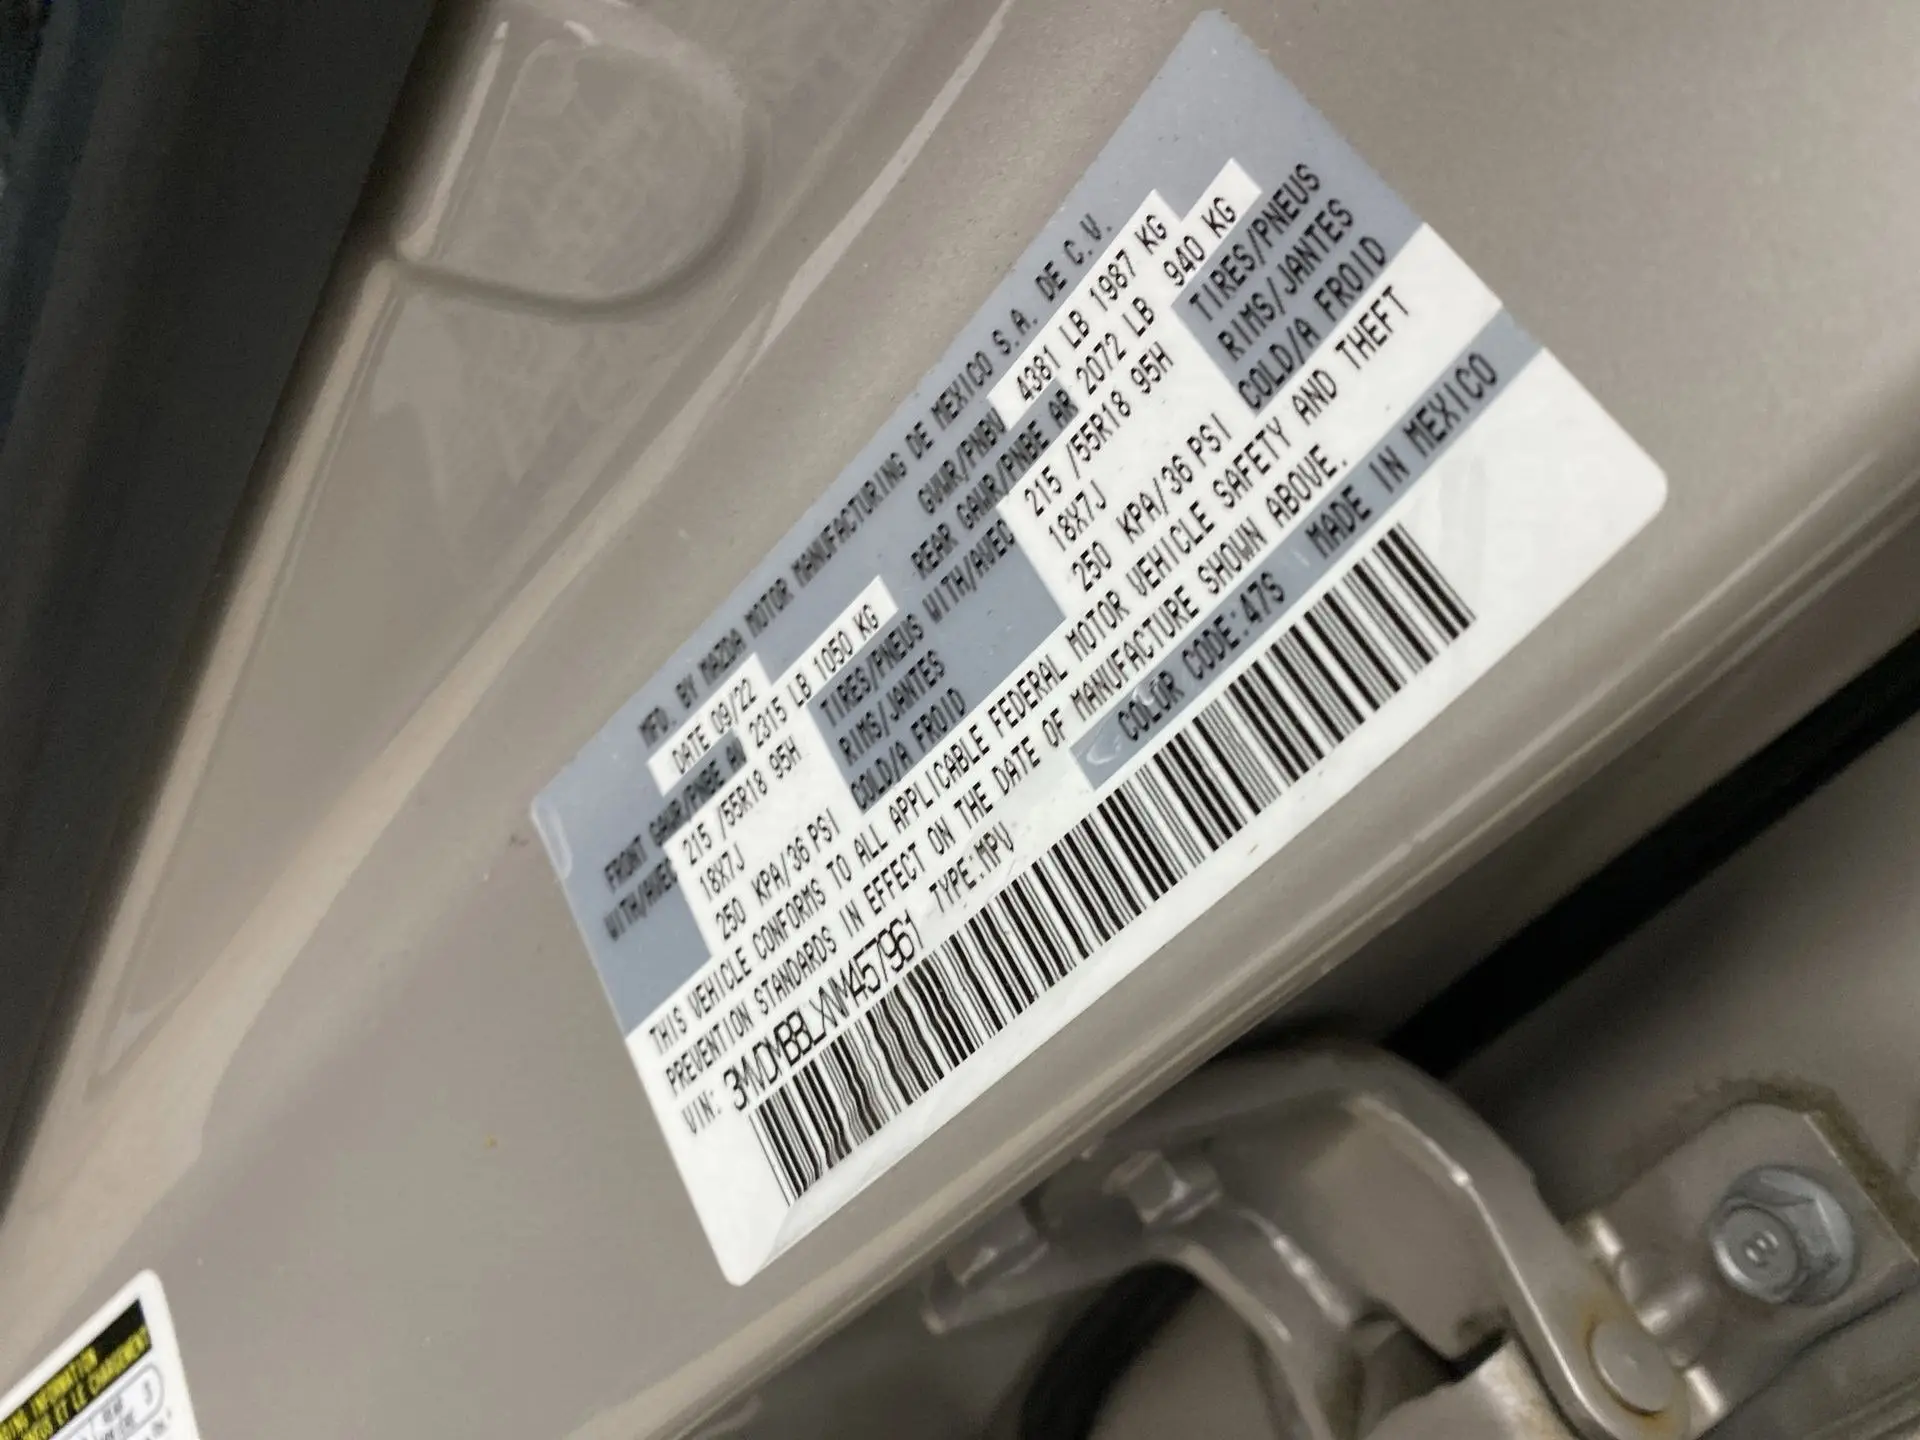 MFD. BY MAZDA MOTOR MANUFACTURING DE MEXICO S.A. DE C.V.
DATE 09/22 GVWR/PNBV 4381 LB 1987 KG
FRONT GAWR/PNBE AV 2315 LB 1050 KG REAR GAWR/PNBE AR 2072 LB 940 KG
WITH/AVEC 215 /55R18 95H TIRES/PNEUS WITH/AVEC 215 /55R18 95H TIRES/PNEUS
18X7J RIMS/JANTES 18X7J RIMS/JANTES
250 KPA/36 PSI COLD/A FROID 250 KPA/36 PSI COLD/A FROID
THIS VEHICLE CONFORMS TO ALL APPLICABLE FEDERAL MOTOR VEHICLE SAFETY AND THEFT
PREVENTION STANDARDS IN EFFECT ON THE DATE OF MANUFACTURE SHOWN ABOVE.
VIN: 3MVDMBBLXNM457961 TYPE:MPV COLOR CODE:47S MADE IN MEXICO
INFORMATION
ET LE CHARGEMENT